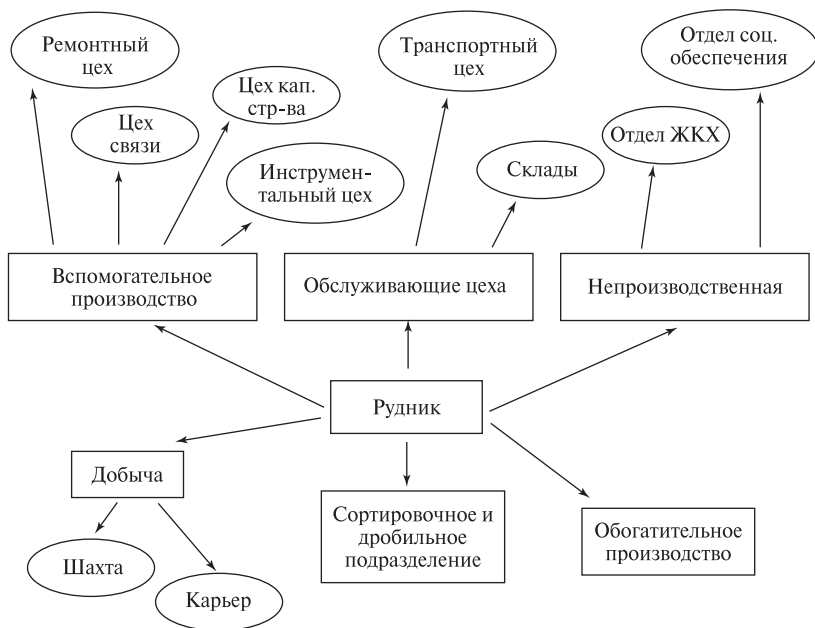 Ремонтный
цех
Транспортный
цех
Отдел соц.
обеспечения
Цех кап.
стр-ва
Цех
связи
Отдел ЖКХ
Инструмен-
тальный цех
Склады
Вспомогательное
производство
Обслуживающие цеха
Непроизводственная
Рудник
Добыча
Сортировочное и
дробильное
подразделение
Обогатительное
производство
Шахта
Карьер